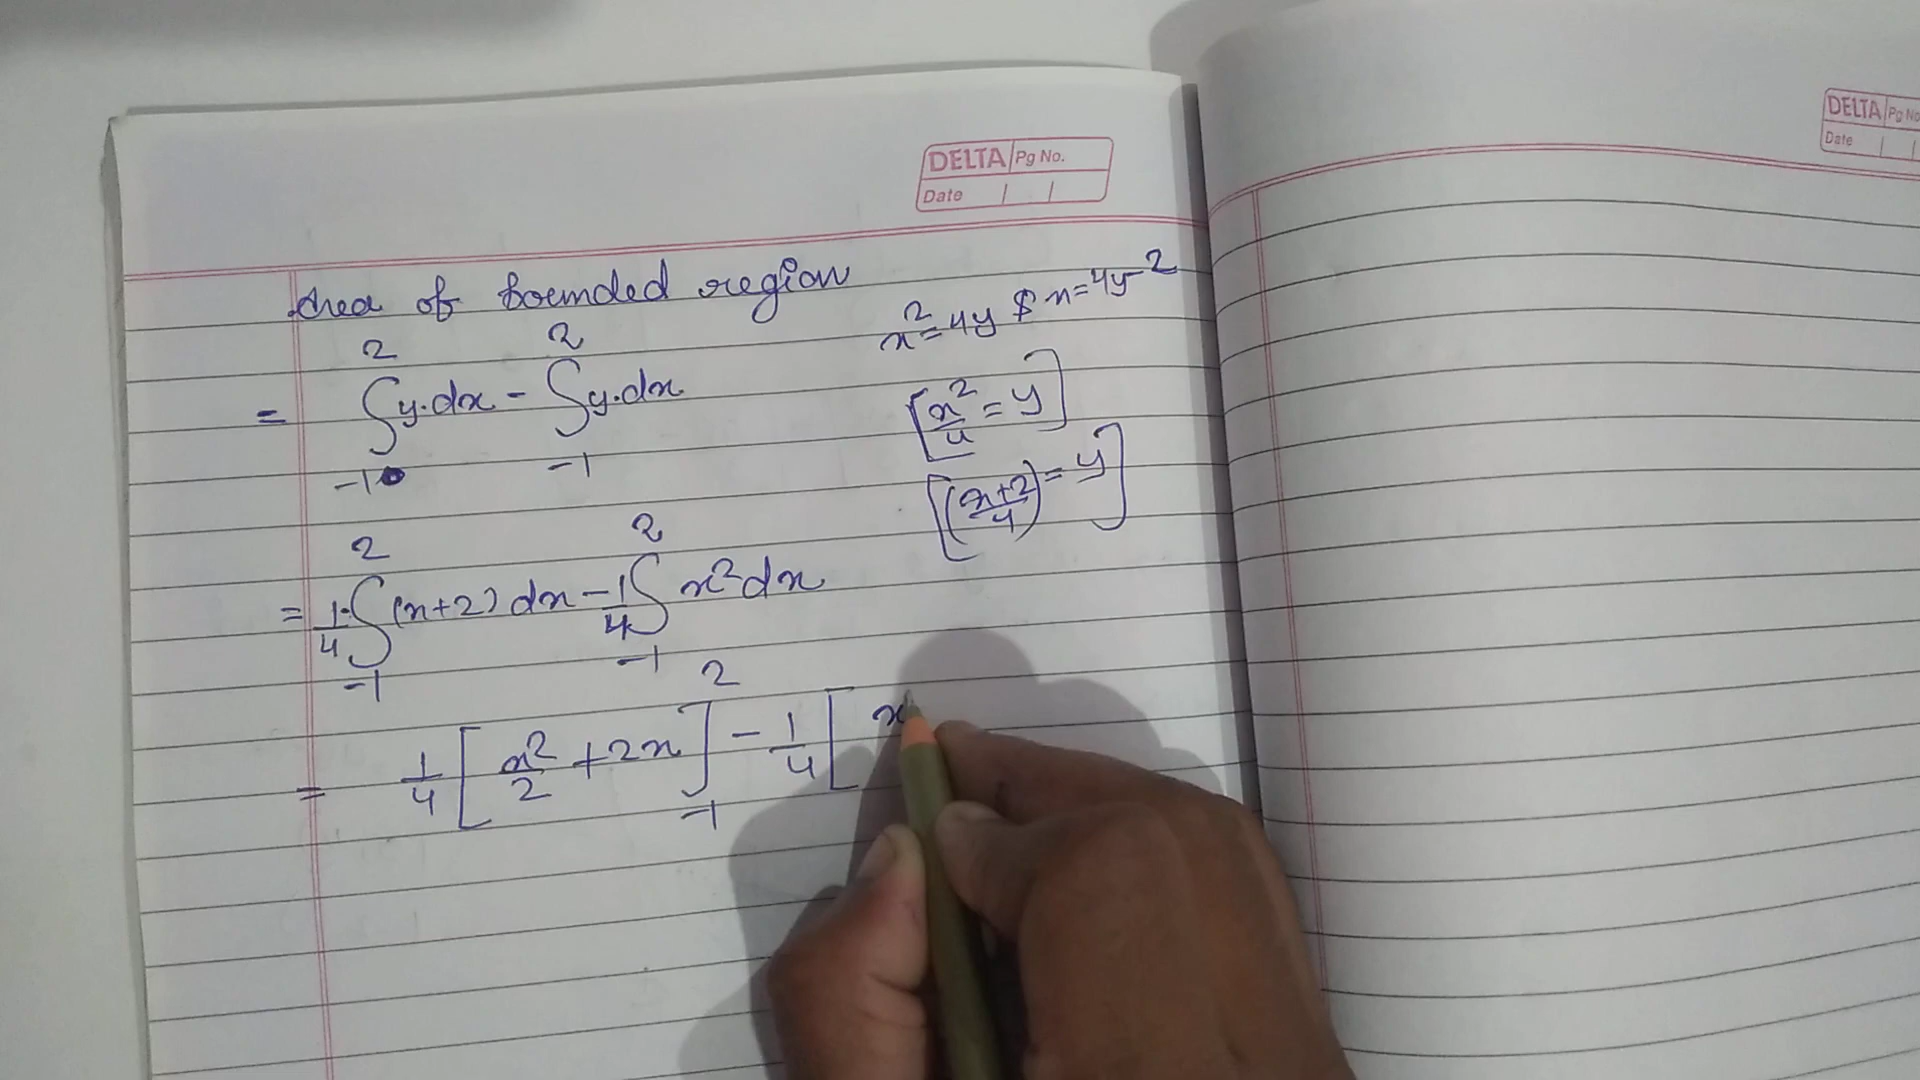 DELTA Pg No.
Date
DELTA Pg No
Date
Area of bounded region
x² = 4y & x = 4y - 2
= ∫₋₁² y.dx - ∫₋₁² y.dx
[x²/4 = y]
[(x+2/4) = y]
= 1/4 ∫₋₁² (x+2) dx - 1/4 ∫₋₁² x² dx
= 1/4 [x²/2 + 2x]₋₁² - 1/4 [x